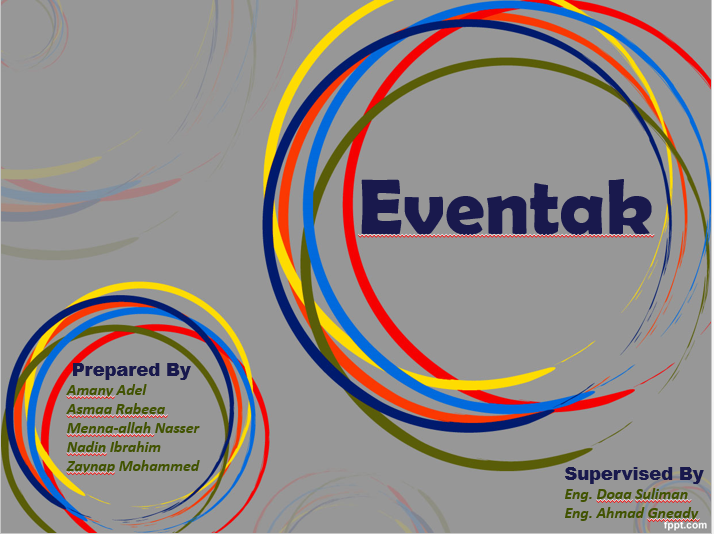 Eventak
Prepared By
Amany Adel
Asmaa Rabeea
Menna-allah Nasser
Nadin Ibrahim
Zaynap Mohammed
Supervised By
Eng. Doaa Suliman
Eng. Ahmad Gneady
fppt.com